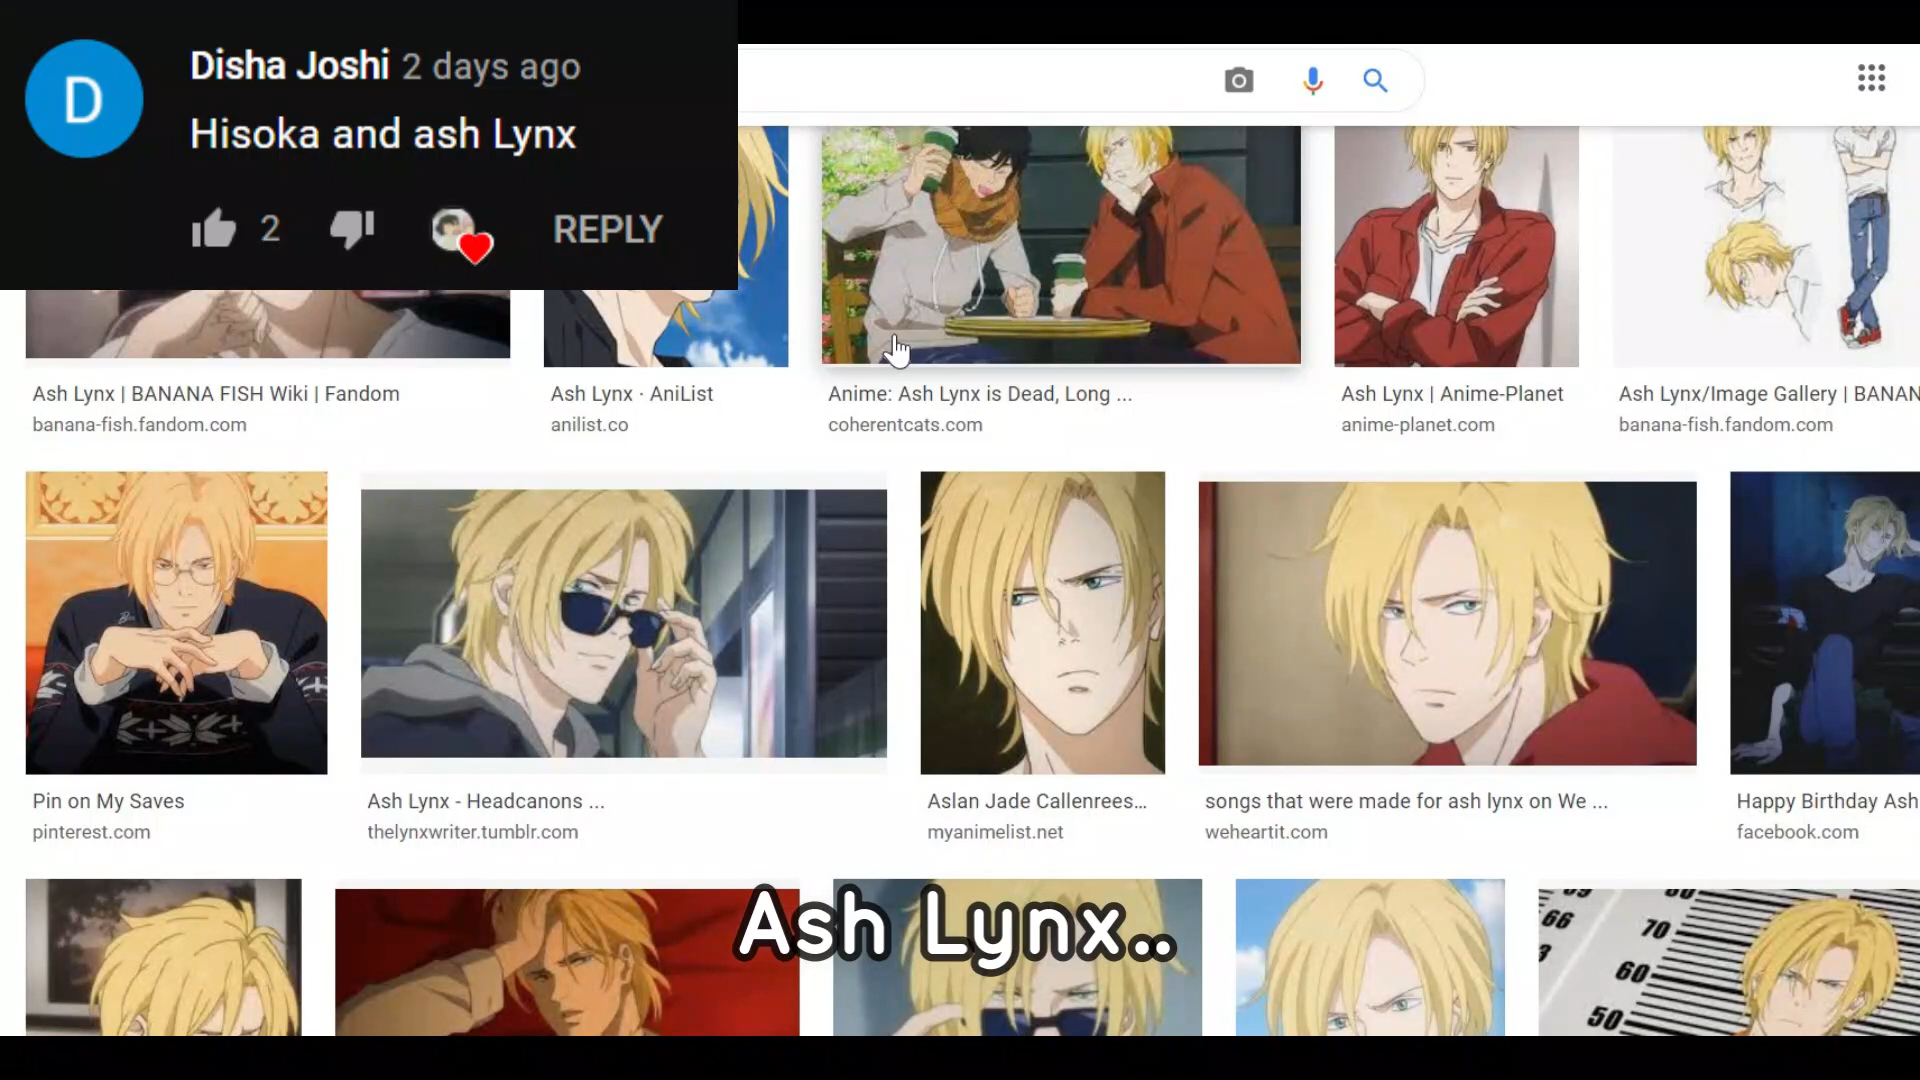 D
Disha Joshi 2 days ago
Hisoka and ash Lynx
2
REPLY
Ash Lynx | BANANA FISH Wiki | Fandom
banana-fish.fandom.com
Ash Lynx · AniList
anilist.co
Anime: Ash Lynx is Dead, Long ...
coherentcats.com
Ash Lynx | Anime-Planet
anime-planet.com
Ash Lynx/Image Gallery | BANAN
banana-fish.fandom.com
Pin on My Saves
pinterest.com
Ash Lynx - Headcanons ...
thelynxwriter.tumblr.com
Aslan Jade Callenrees...
myanimelist.net
songs that were made for ash lynx on We ...
weheartit.com
Happy Birthday Ash
facebook.com
66
70
60
50
Ash Lynx..